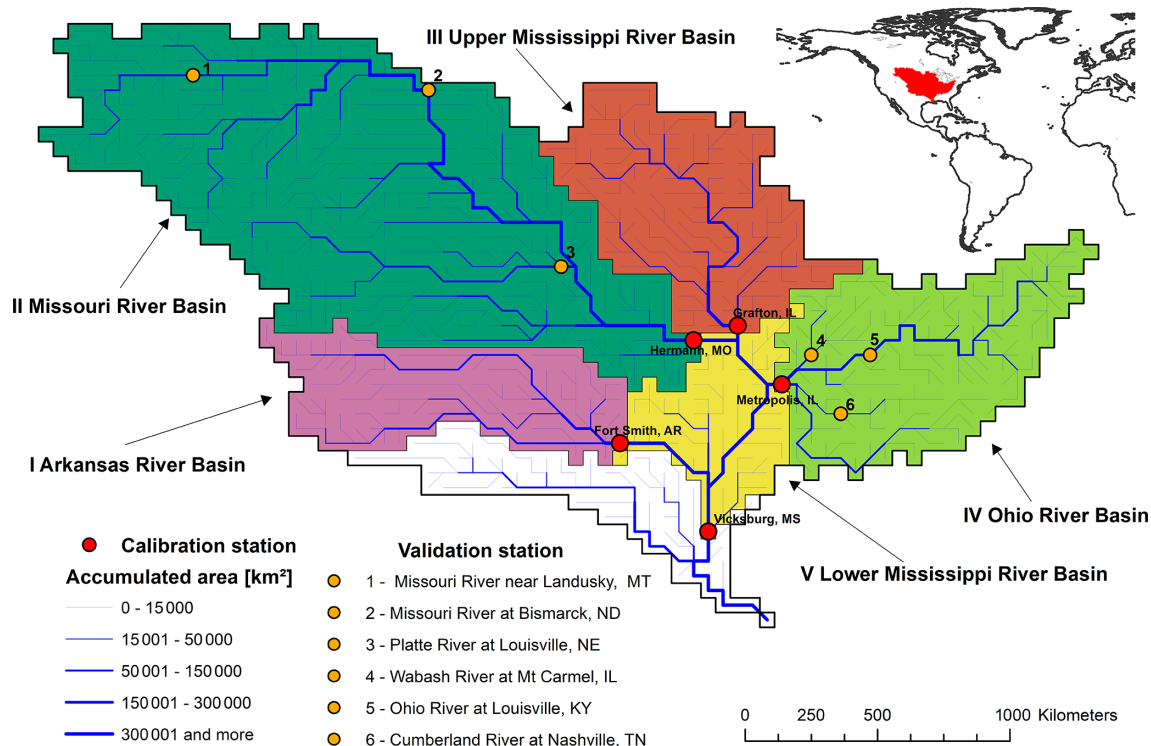 III Upper Mississippi River Basin
1
2
3
II Missouri River Basin
Grafton, IL
Hermann, MO
4
5
Metropolis, IL
6
Fort Smith, AR
I Arkansas River Basin
Vicksburg, MS
IV Ohio River Basin
V Lower Mississippi River Basin
Calibration station
Accumulated area [km²]
0 - 15 000
15 001 - 50 000
50 001 - 150 000
150 001 - 300 000
300 001 and more
Validation station
1 - Missouri River near Landusky, MT
2 - Missouri River at Bismarck, ND
3 - Platte River at Louisville, NE
4 - Wabash River at Mt Carmel, IL
5 - Ohio River at Louisville, KY
6 - Cumberland River at Nashville, TN
0 250 500 1000 Kilometers